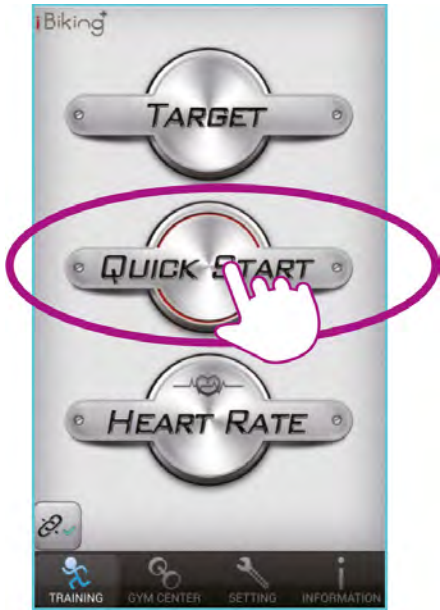 iBiking+
TARGET
QUICK START
HEART RATE
TRAINING GYM CENTER SETTING INFORMATION